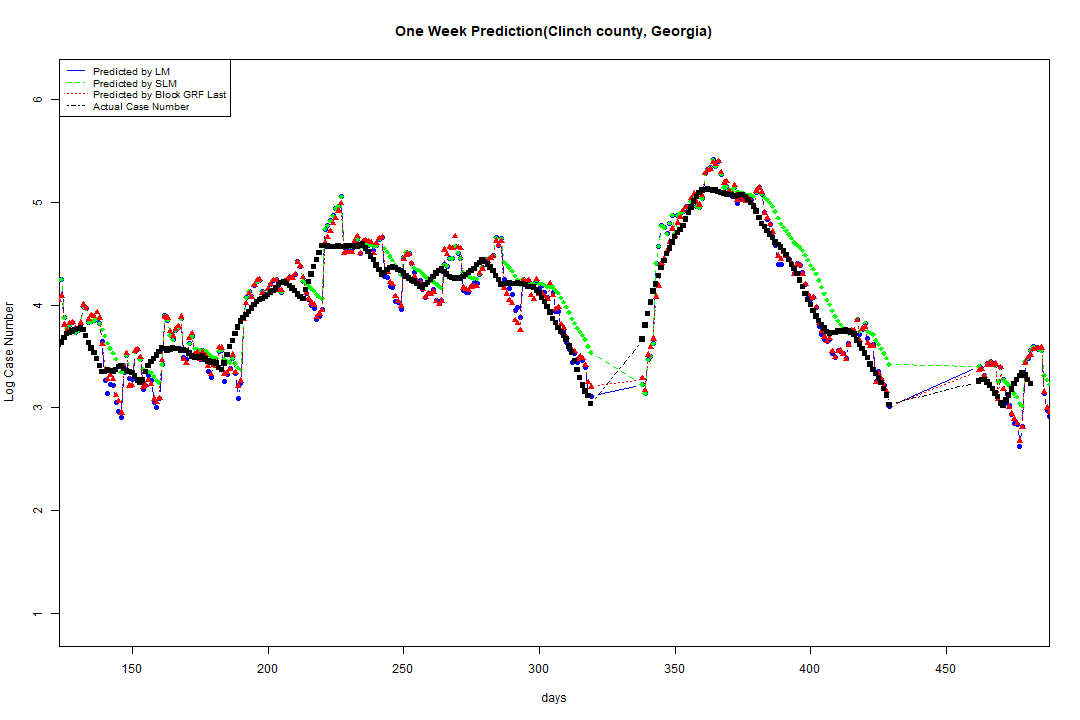 One Week Prediction(Clinch county, Georgia)
Predicted by LM
Predicted by SLM
Predicted by Block GRF Last
Actual Case Number
6
5
4
3
2
1
Log Case Number
150 200 250 300 350 400 450
days